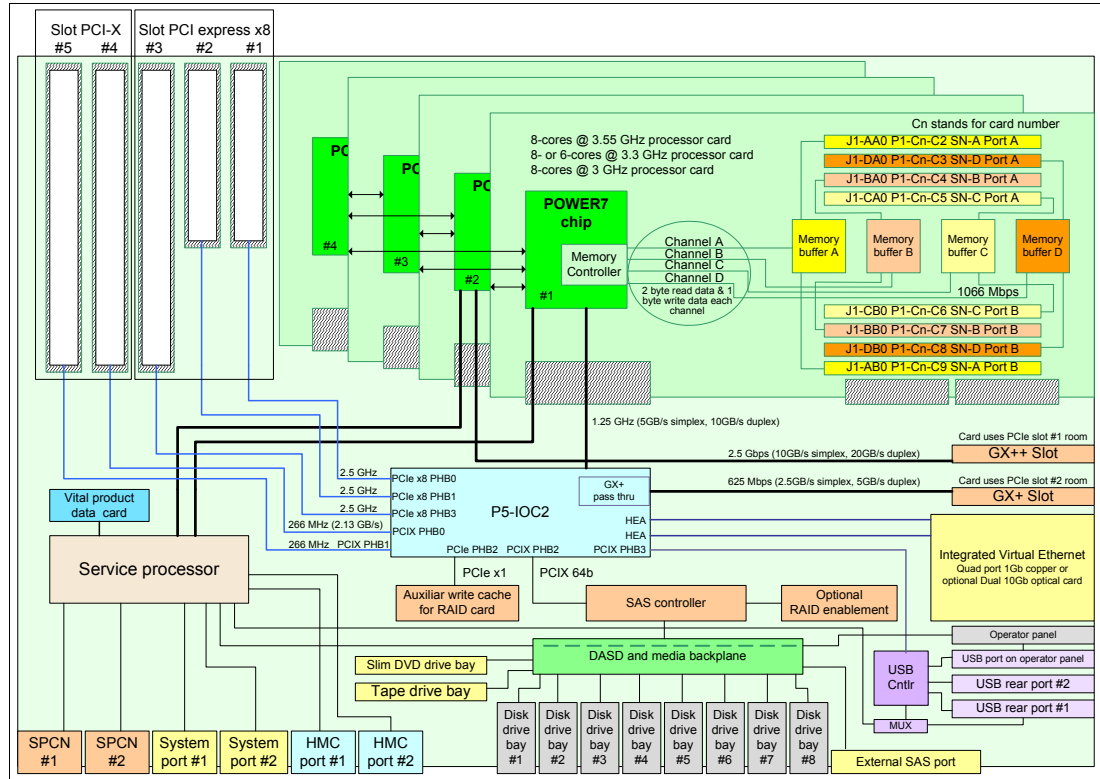 Slot PCI-X
#5
#4
Slot PCI express x8
#3
#2
#1
8-cores @ 3.55 GHz processor card
8- or 6-cores @ 3.3 GHz processor card
8-cores @ 3 GHz processor card
Cn stands for card number
J1-AA0 P1-Cn-C2 SN-A Port A
J1-DA0 P1-Cn-C3 SN-D Port A
J1-BA0 P1-Cn-C4 SN-B Port A
J1-CA0 P1-Cn-C5 SN-C Port A
PO
#4
PO
#3
PO
#2
POWER7
chip
Memory
Controller
#1
Channel A
Channel B
Channel C
Channel D
2 byte read data & 1
byte write data each
channel
Memory
buffer A
Memory
buffer B
Memory
buffer C
Memory
buffer D
1066 Mbps
J1-CB0 P1-Cn-C6 SN-C Port B
J1-BB0 P1-Cn-C7 SN-B Port B
J1-DB0 P1-Cn-C8 SN-D Port B
J1-AB0 P1-Cn-C9 SN-A Port B
1.25 GHz (5GB/s simplex, 10GB/s duplex)
2.5 Gbps (10GB/s simplex, 20GB/s duplex)
Card uses PCIe slot #1 room
GX++ Slot
625 Mbps (2.5GB/s simplex, 5GB/s duplex)
Card uses PCIe slot #2 room
GX+ Slot
2.5 GHz
PCIe x8 PHB0
2.5 GHz
PCIe x8 PHB1
2.5 GHz
PCIe x8 PHB3
266 MHz (2.13 GB/s)
PCIX PHB0
266 MHz
PCIX PHB1
GX+
pass thru
P5-IOC2
HEA
HEA
PCIe PHB2
PCIX PHB2
PCIX PHB3
Vital product
data card
Service processor
PCIe x1
PCIX 64b
Auxiliar write cache
for RAID card
SAS controller
Optional
RAID enablement
Integrated Virtual Ethernet
Quad port 1Gb copper or
optional Dual 10Gb optical card
Operator panel
USB port on operator panel
USB rear port #2
USB rear port #1
USB
Cntlr
MUX
DASD and media backplane
Slim DVD drive bay
Tape drive bay
SPCN
#1
SPCN
#2
System
port #1
System
port #2
HMC
port #1
HMC
port #2
Disk
drive
bay
#1
Disk
drive
bay
#2
Disk
drive
bay
#3
Disk
drive
bay
#4
Disk
drive
bay
#5
Disk
drive
bay
#6
Disk
drive
bay
#7
Disk
drive
bay
#8
External SAS port